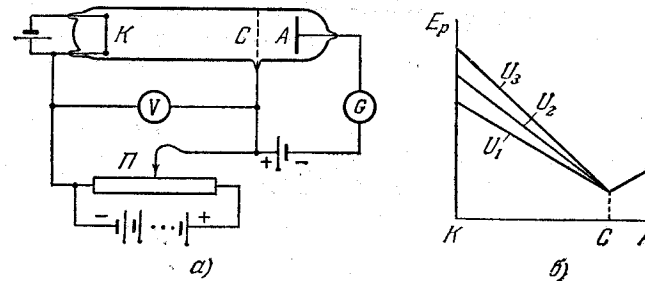 К С А
V G
+ -
П
- +
а)
E_p
U_3
U_2
U_1
К С А
б)